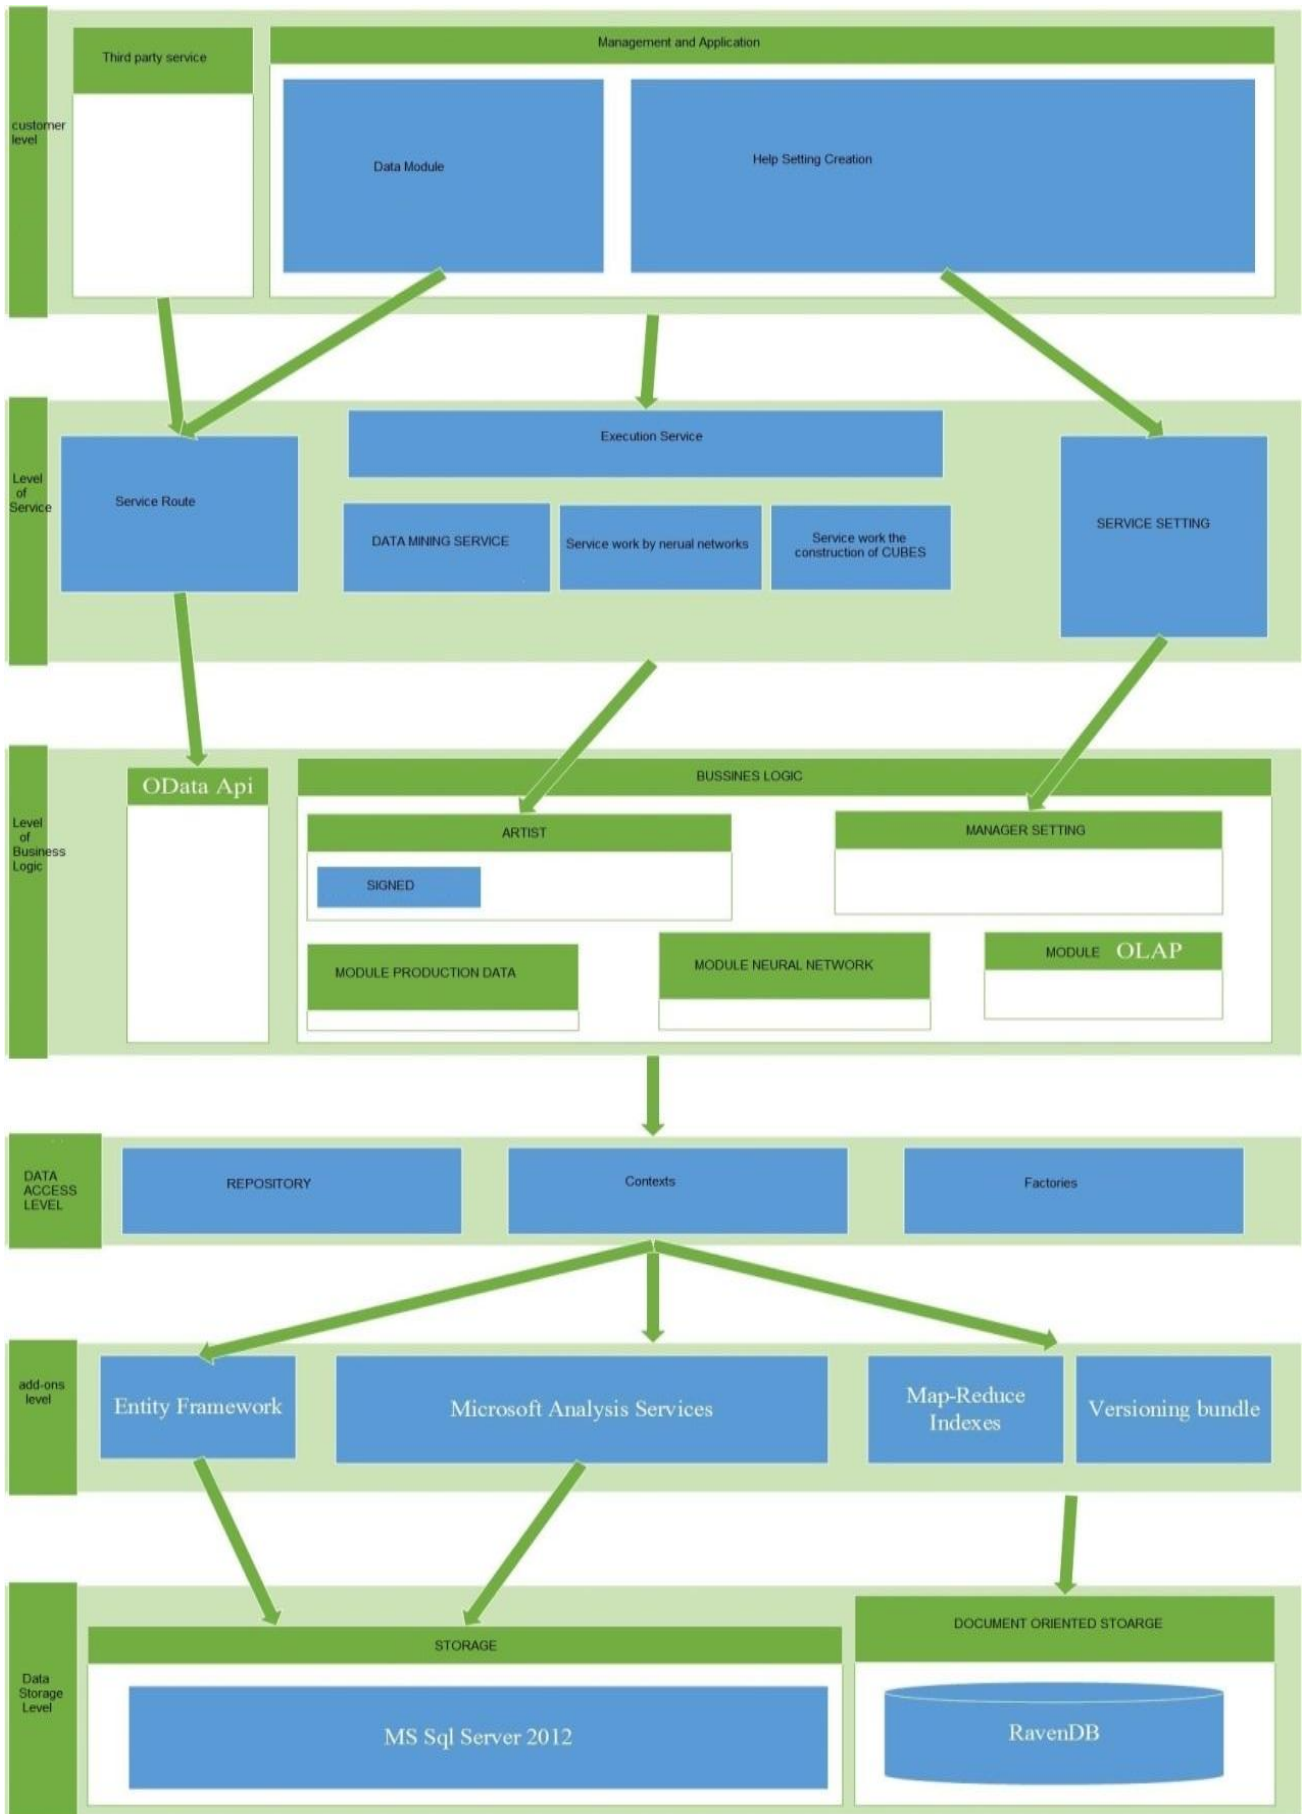 Third party service
Management and Application
customer
level
Data Module
Help Setting Creation
Level
of
Service
Service Route
Execution Service
DATA MINING SERVICE
Service work by nerual networks
Service work the
construction of CUBES
SERVICE SETTING
Level
of
Business
Logic
OData Api
BUSSINES LOGIC
ARTIST
SIGNED
MANAGER SETTING
MODULE PRODUCTION DATA
MODULE NEURAL NETWORK
MODULE OLAP
DATA
ACCESS
LEVEL
REPOSITORY
Contexts
Factories
add-ons
level
Entity Framework
Microsoft Analysis Services
Map-Reduce
Indexes
Versioning bundle
Data
Storage
Level
STORAGE
MS Sql Server 2012
DOCUMENT ORIENTED STOARGE
RavenDB